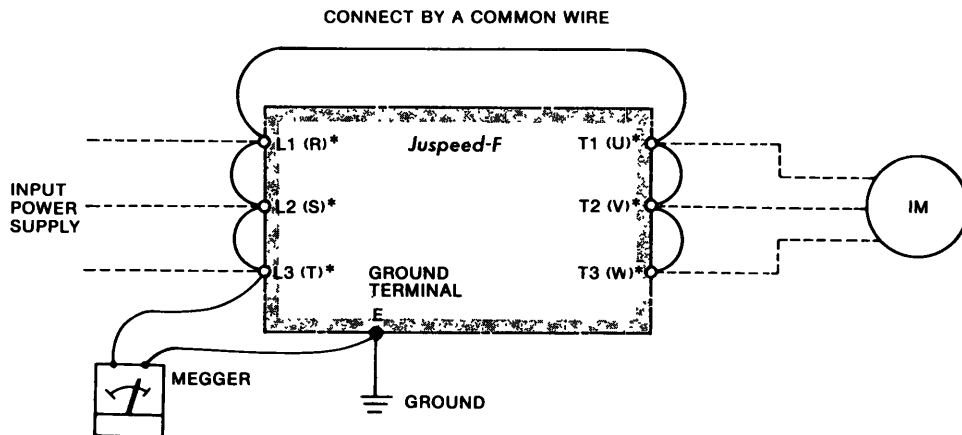 CONNECT BY A COMMON WIRE
L1 (R)*
Juspeed-F
T1 (U)*
INPUT
POWER
SUPPLY
L2 (S)*
T2 (V)*
IM
L3 (T)*
GROUND
TERMINAL
E
T3 (W)*
MEGGER
GROUND